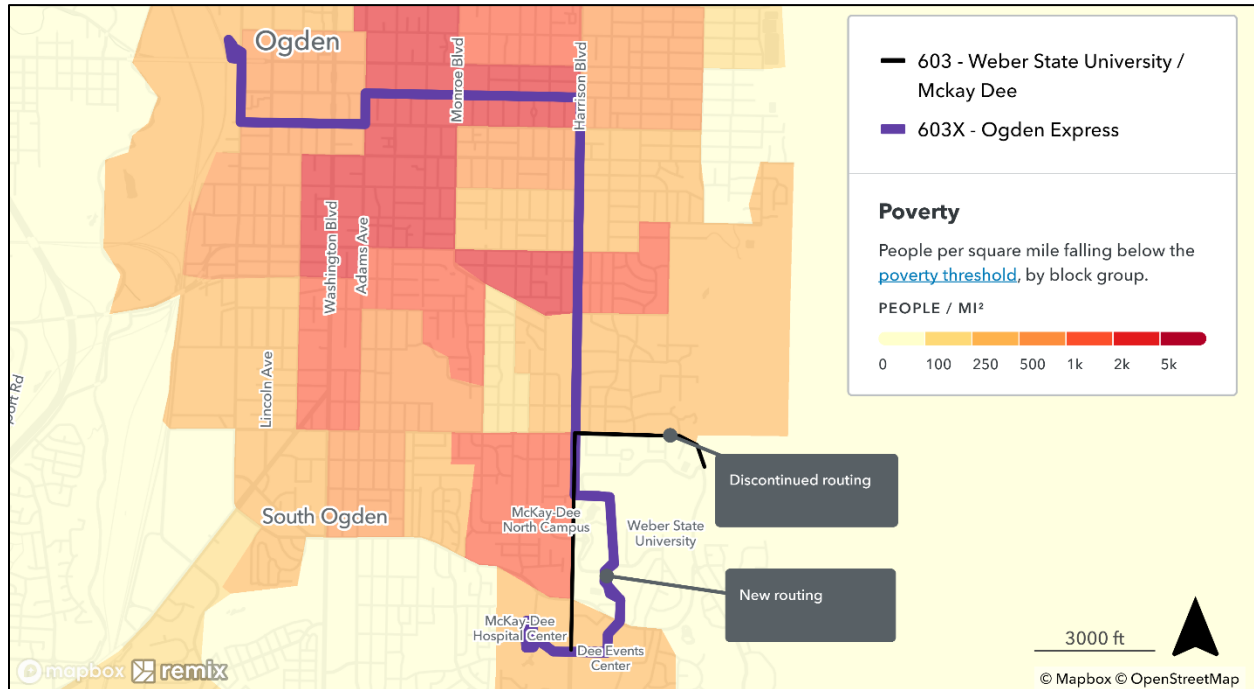 Ogden
Monroe Blvd
Harrison Blvd
Washington Blvd
Adams Ave
Lincoln Ave
port Rd
South Ogden
McKay-Dee
North Campus
Weber State
University
McKay-Dee
Hospital Center
Dee Events
Center
Discontinued routing
New routing
603 - Weber State University /
Mckay Dee
603X - Ogden Express
Poverty
People per square mile falling below the
poverty threshold, by block group.
PEOPLE / MI²
0 100 250 500 1k 2k 5k
3000 ft
mapbox remix
© Mapbox © OpenStreetMap